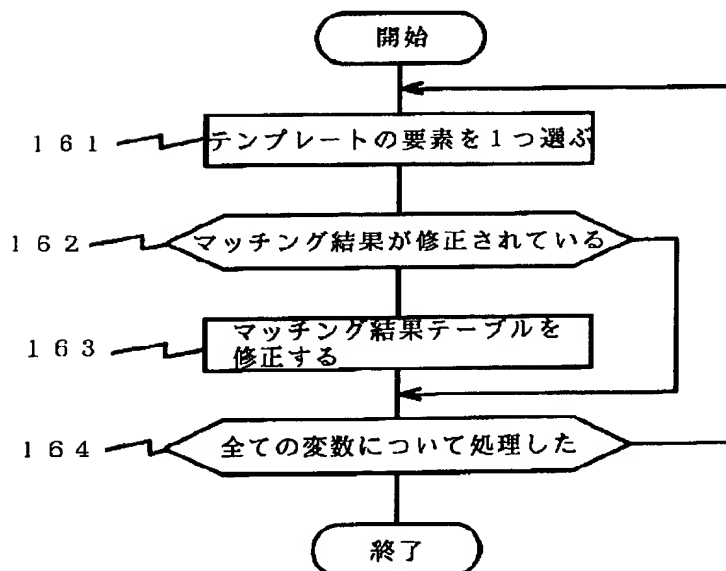 開始
161
テンプレートの要素を1つ選ぶ
162
マッチング結果が修正されている
163
マッチング結果テーブルを
修正する
164
全ての変数について処理した
終了